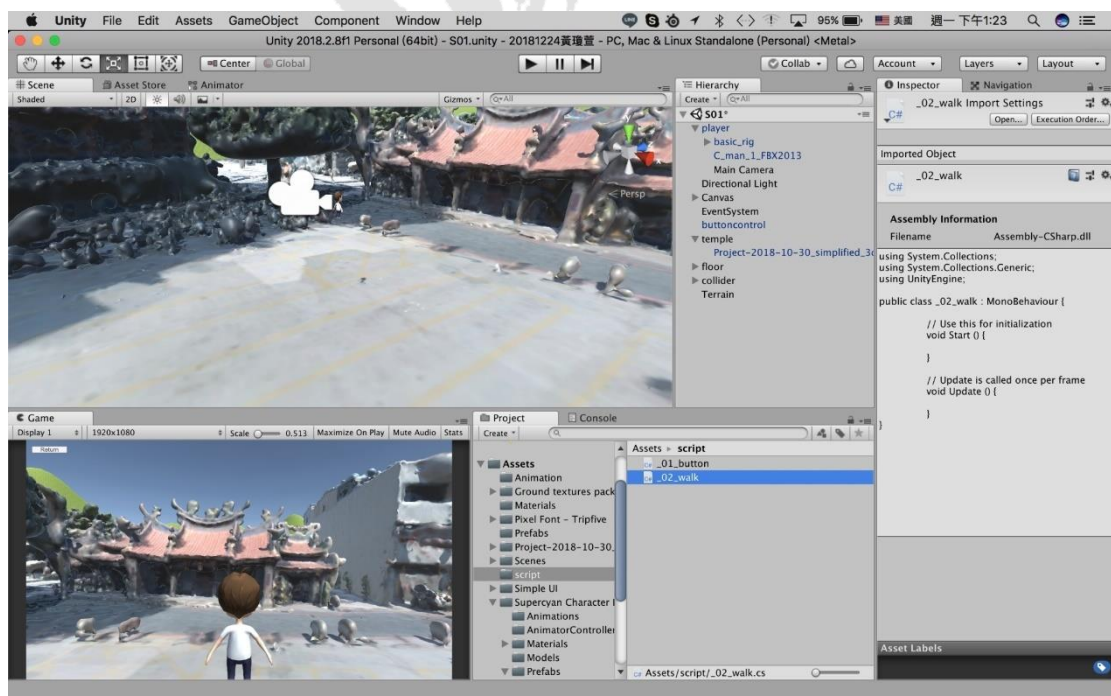 Unity File Edit Assets GameObject Component Window Help 95% 美國 週一下午1:23
Unity 2018.2.8f1 Personal (64bit) - S01.unity - 20181224黃瓊萱 - PC, Mac & Linux Standalone (Personal) <Metal>
Center Global Collab Account Layers Layout
Scene Asset Store Animator
Shaded 2D Gizmos All
Persp
Hierarchy
Create All
S01*
player
basic_rig
C_man_1_FBX2013
Main Camera
Directional Light
Canvas
EventSystem
buttoncontrol
temple
Project-2018-10-30_simplified_3
floor
collider
Terrain
Inspector Navigation
_02_walk Import Settings
C#
Open... Execution Order...
Imported Object
_02_walk
C#
Assembly Information
Filename Assembly-CSharp.dll
using System.Collections;
using System.Collections.Generic;
using UnityEngine;
public class _02_walk : MonoBehaviour {
// Use this for initialization
void Start () {
}
// Update is called once per frame
void Update () {
}
}
Asset Labels
Game
Display 1 1920x1080 Scale 0.513 Maximize On Play Mute Audio Stats
Return
Project Console
Create
Assets
Animation
Ground textures pack
Materials
Pixel Font - Tripfive
Prefabs
Project-2018-10-30_
Scenes
script
Simple UI
Supercyan Character
Animations
AnimatorController
Materials
Models
Prefabs
Assets ▸ script
_01_button
_02_walk
Assets/script/_02_walk.cs